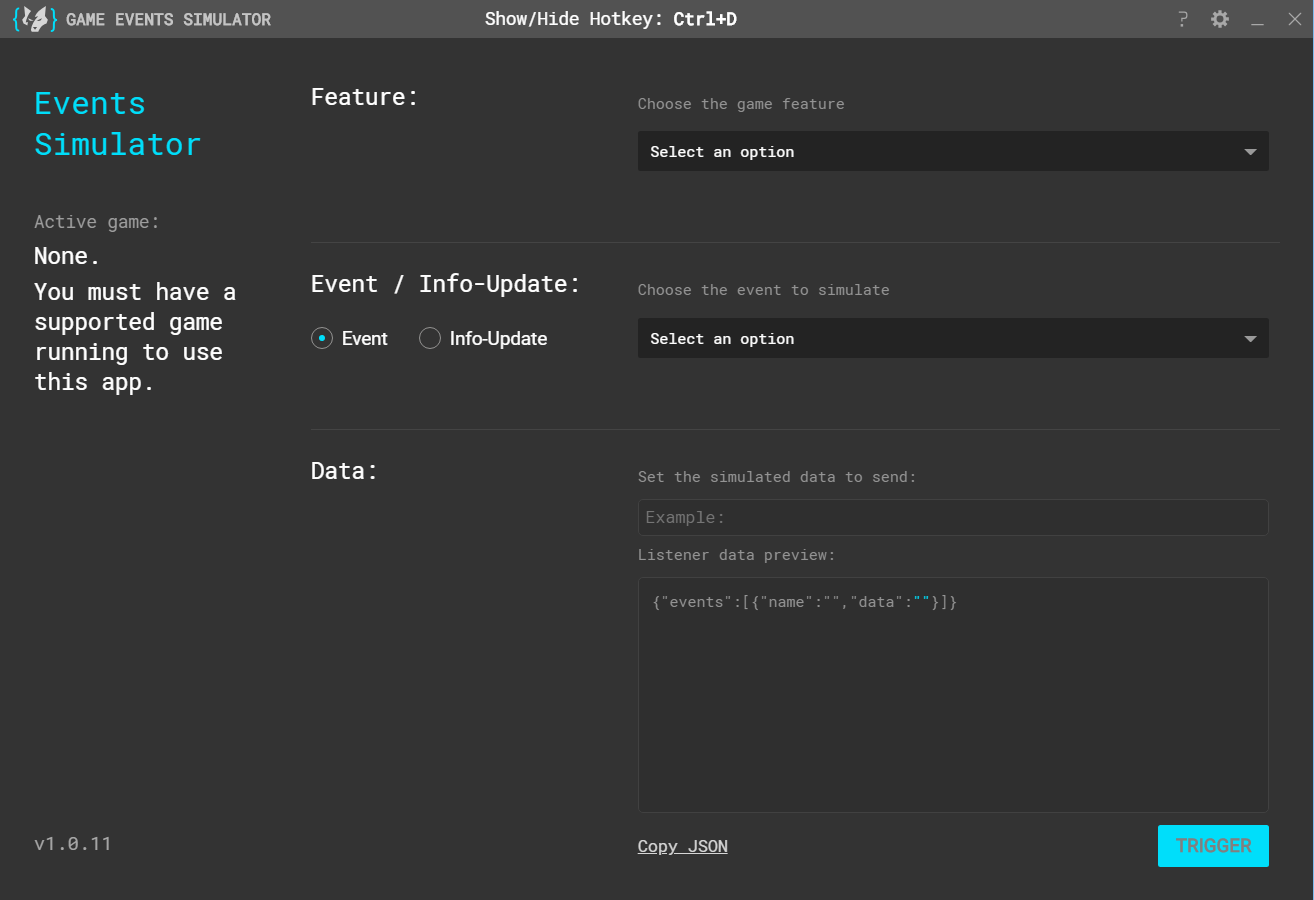 GAME EVENTS SIMULATOR
Show/Hide Hotkey: Ctrl+D
?
Events
Simulator
Active game:
None.
You must have a
supported game
running to use
this app.
v1.0.11
Feature:
Choose the game feature
Select an option
Event / Info-Update:
Event
Info-Update
Choose the event to simulate
Select an option
Data:
Set the simulated data to send:
Example:
Listener data preview:
{"events":[{"name":"","data":""}]}
Copy JSON
TRIGGER